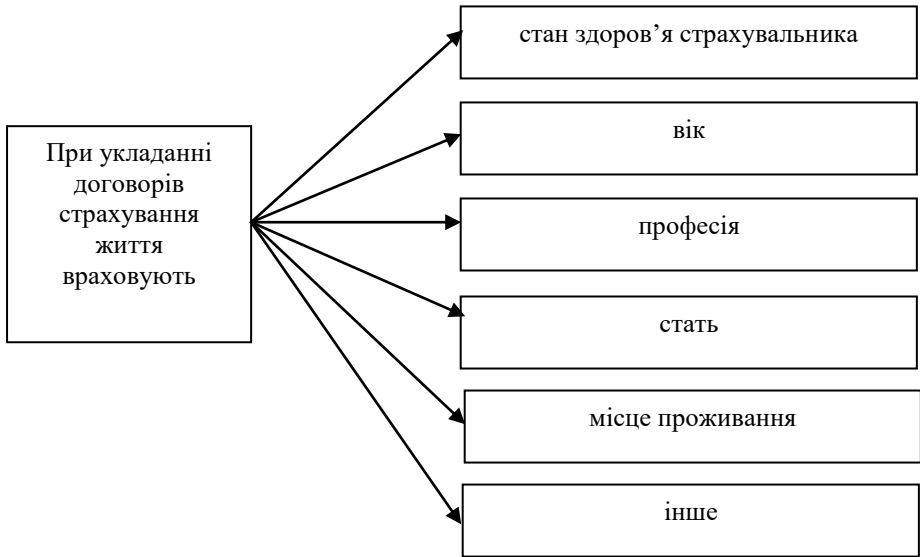 При укладанні
договорів
страхування
життя
враховують
стан здоров’я страхувальника
вік
професія
стать
місце проживання
інше